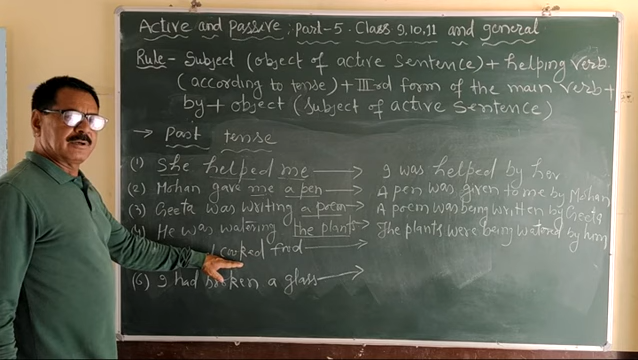 Active and passive: Part-5. Class 9,10,11 and general
Rule- Subject (object of active Sentence) + helping verb
(according to tense) + IIIrd form of the main verb +
by + object (subject of active Sentence)
→ Past tense
(1) She helped me → I was helped by her
(2) Mohan gave me a pen → A pen was given to me by Mohan
(3) Geeta was writing a poem → A poem was being written by Geeta
(4) He was watering the plants → The plants were being watered by him
cooked food →
(6) I had broken a glass →